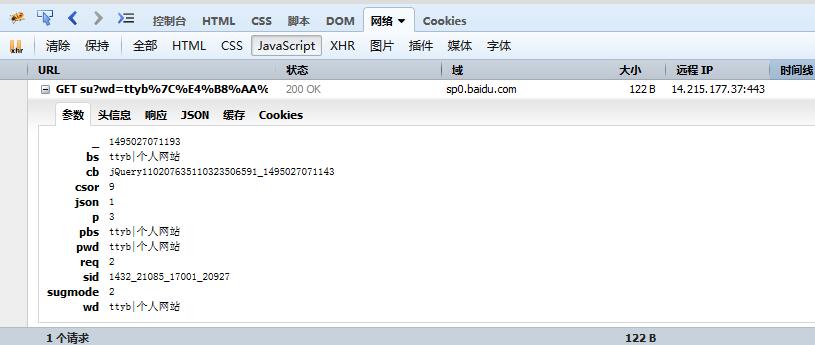 控制台 HTML CSS 脚本 DOM 网络 Cookies
xhr 清除 保持 全部 HTML CSS JavaScript XHR 图片 插件 媒体 字体
URL 状态 域 大小 远程 IP 时间线
GET su?wd=ttyb%7C%E4%B8%AA% 200 OK sp0.baidu.com 122 B 14.215.177.37:443
参数 头信息 响应 JSON 缓存 Cookies
_ 1495027071193
bs ttyb|个人网站
cb jQuery110207635110323506591_1495027071143
csor 9
json 1
p 3
pbs ttyb|个人网站
pwd ttyb|个人网站
req 2
sid 1432_21085_17001_20927
sugmode 2
wd ttyb|个人网站
1 个请求 122 B